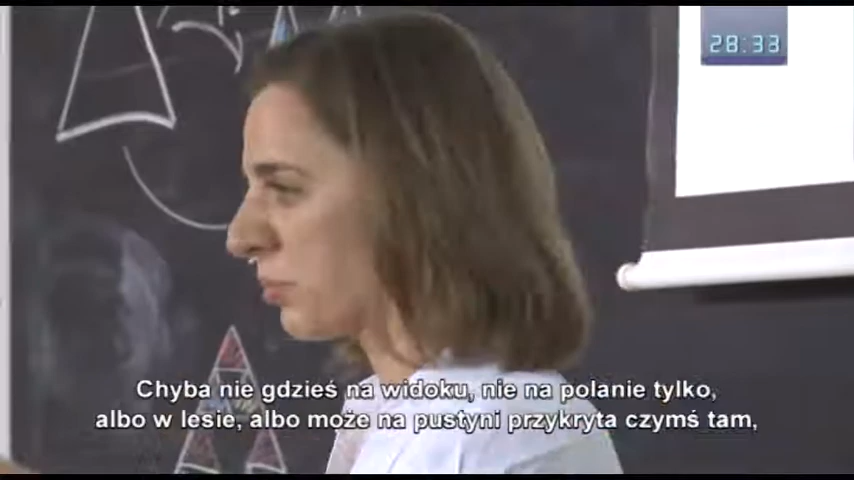 28:33
Chyba nie gdzieś na widoku, nie na polanie tylko,
albo w lesie, albo może na pustyni przykryta czymś tam,